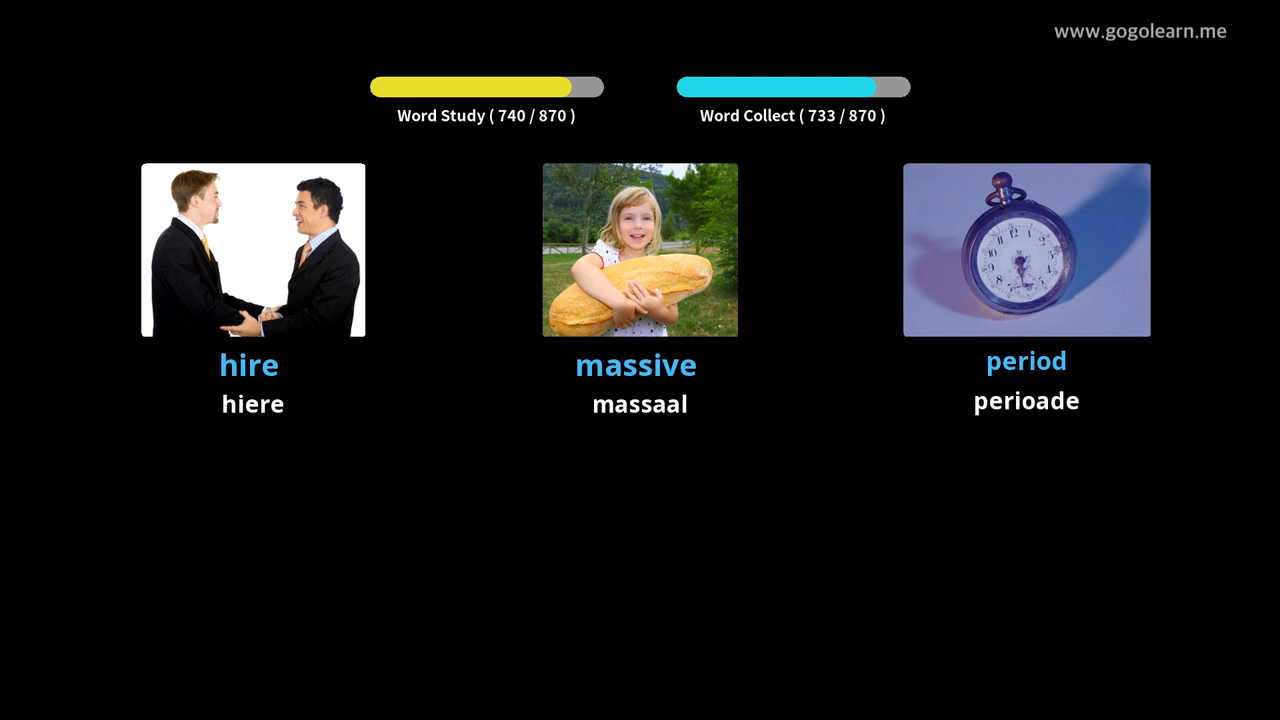 www.gogolearn.me
Word Study ( 740 / 870 )
Word Collect ( 733 / 870 )
hire
hiere
massive
massaal
period
perioade